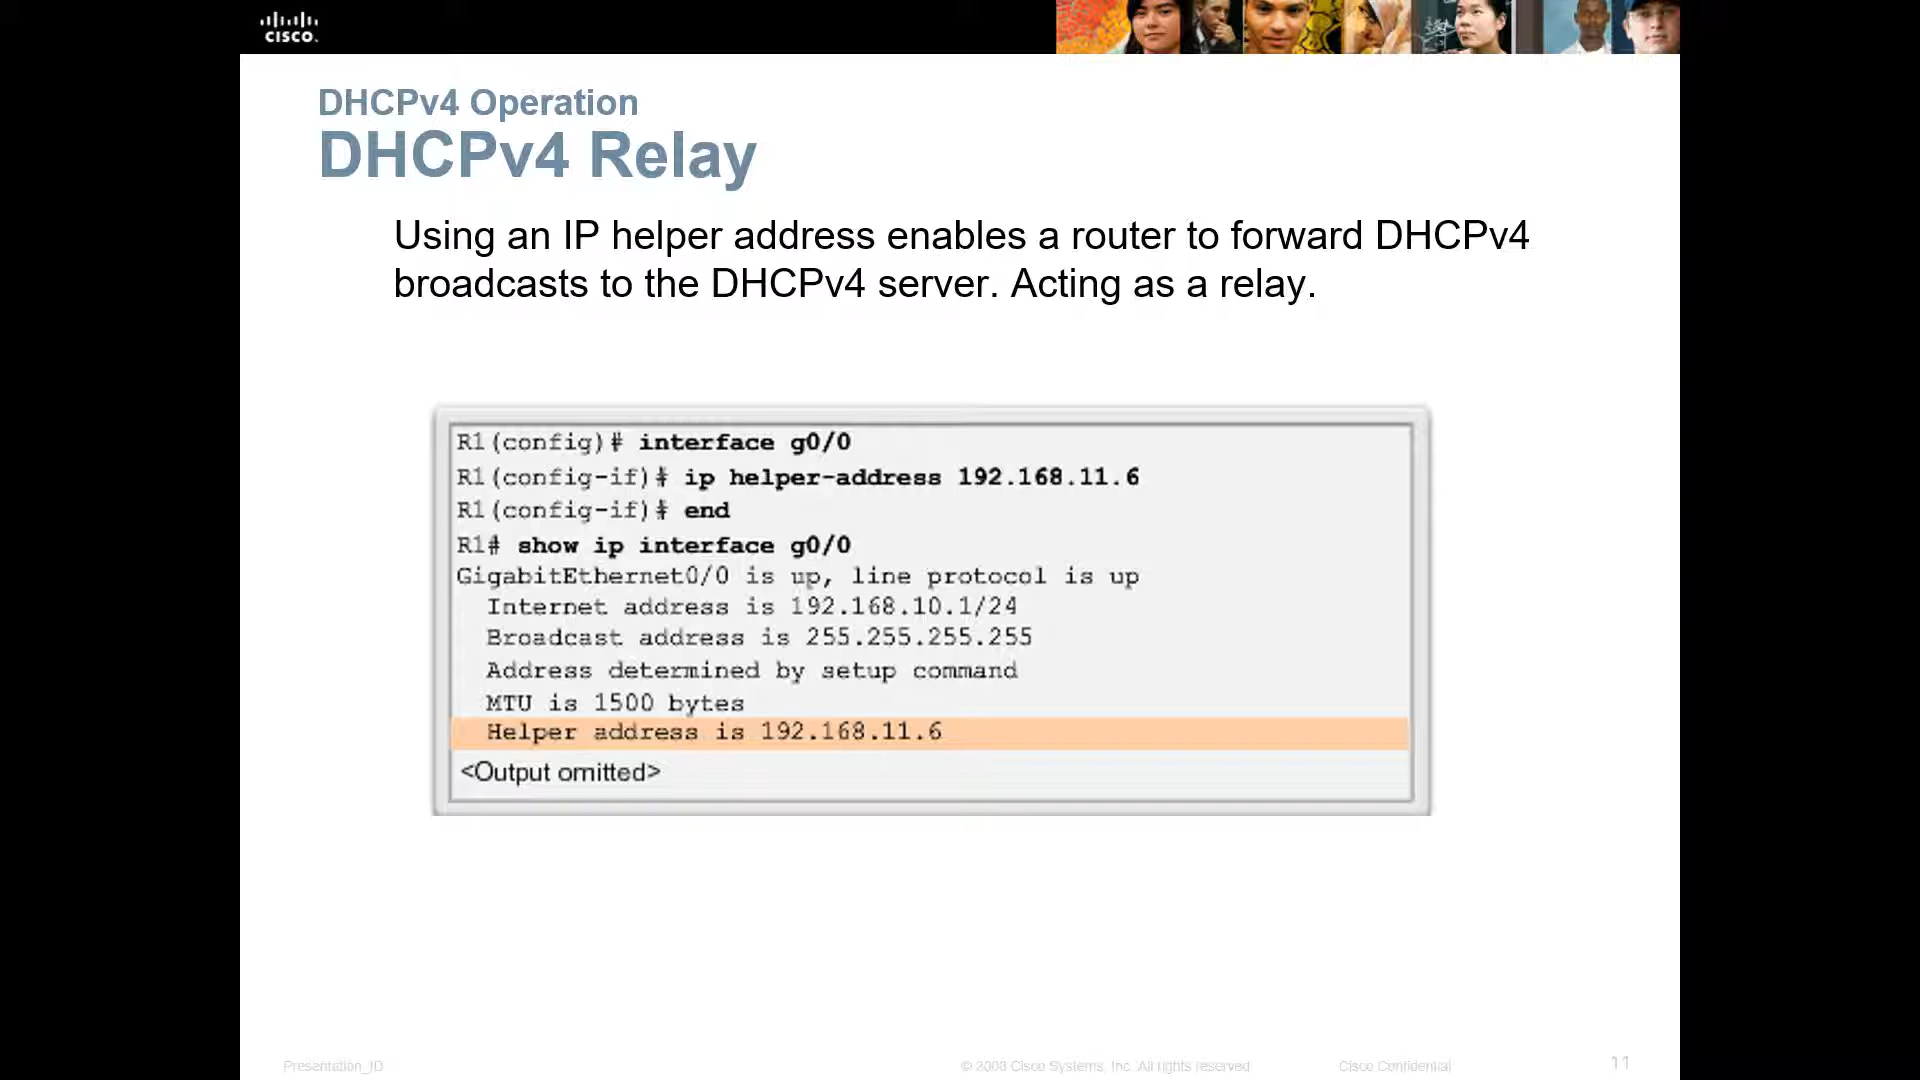 CISCO.
DHCPv4 Operation
DHCPv4 Relay
Using an IP helper address enables a router to forward DHCPv4
broadcasts to the DHCPv4 server. Acting as a relay.
R1(config)# interface g0/0
R1(config-if)# ip helper-address 192.168.11.6
R1(config-if)# end
R1# show ip interface g0/0
GigabitEthernet0/0 is up, line protocol is up
Internet address is 192.168.10.1/24
Broadcast address is 255.255.255.255
Address determined by setup command
MTU is 1500 bytes
Helper address is 192.168.11.6
<Output omitted>
Presentation_ID © 2008 Cisco Systems, Inc. All rights reserved Cisco Confidential 11